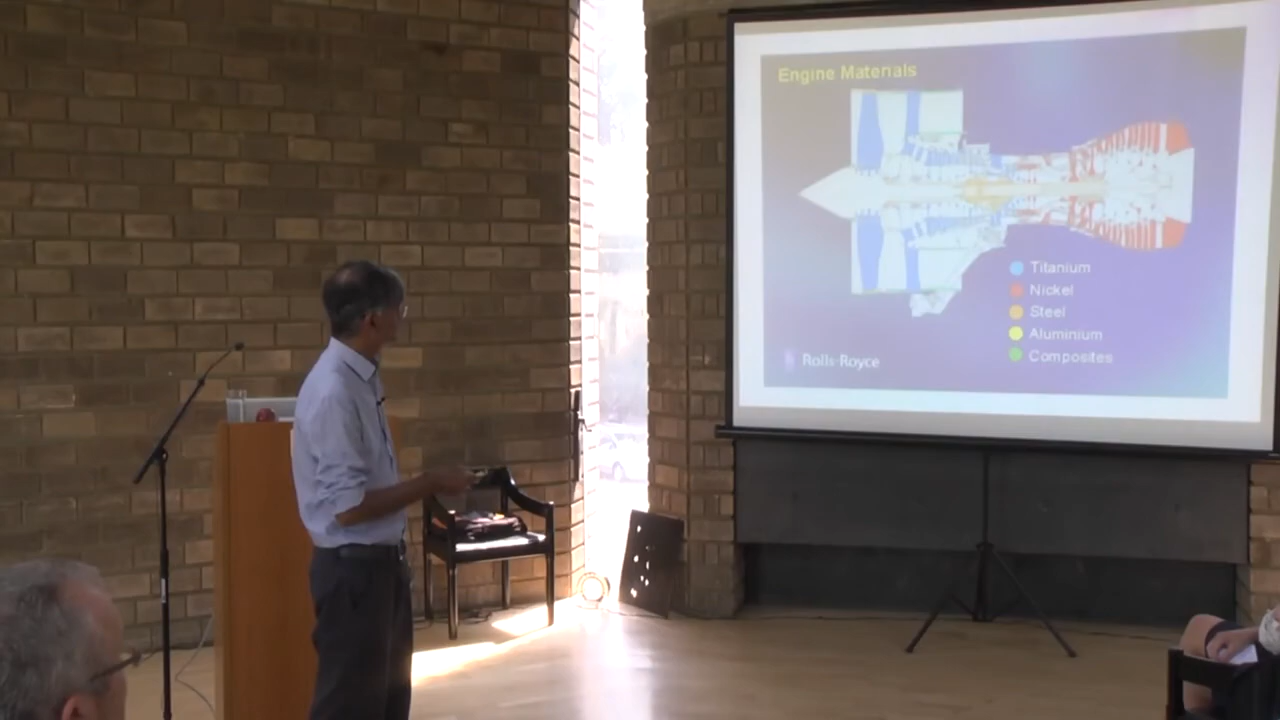 Engine Materials
Titanium
Nickel
Steel
Aluminium
Composites
Rolls-Royce